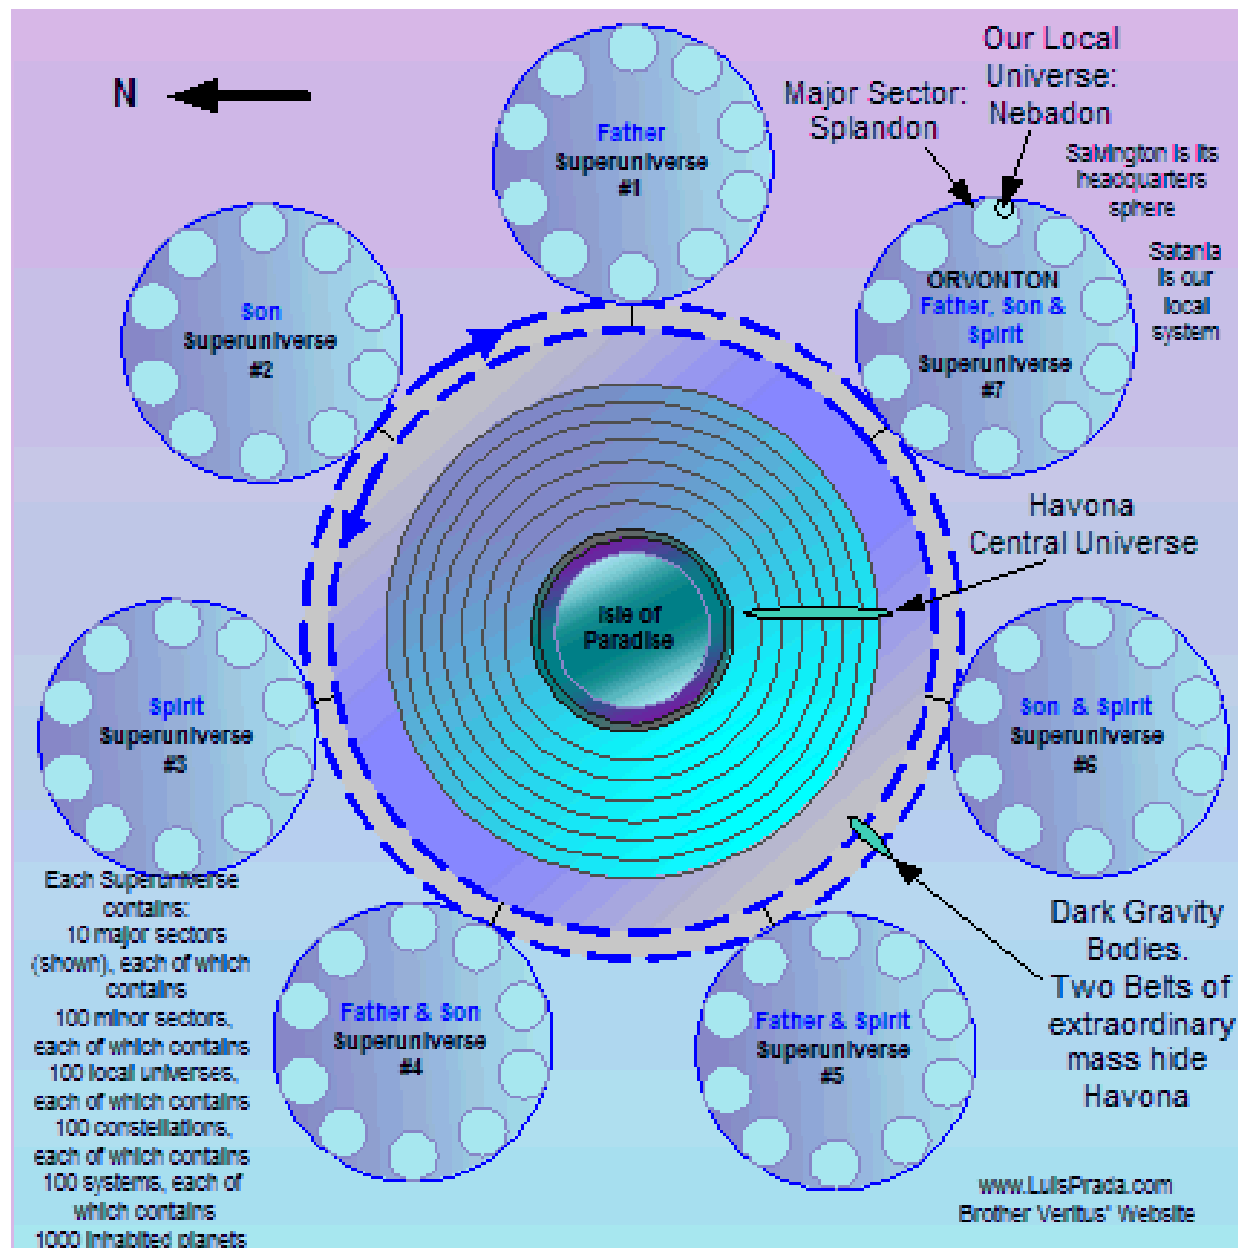 N
Our Local
Universe:
Nebadon
Major Sector:
Splandon
Salvington is its
headquarters
sphere
Satania
is our
local
system
Father
Superuniverse
#1
Son
Superuniverse
#2
ORVONTON
Father, Son &
Spirit
Superuniverse
#7
Havona
Central Universe
Isle of
Paradise
Spirit
Superuniverse
#3
Son & Spirit
Superuniverse
#6
Each Superuniverse
contains:
10 major sectors
(shown), each of which
contains
100 minor sectors,
each of which contains
100 local universes,
each of which contains
100 constellations,
each of which contains
100 systems, each of
which contains
1000 inhabited planets
Father & Son
Superuniverse
#4
Father & Spirit
Superuniverse
#5
Dark Gravity
Bodies.
Two Belts of
extraordinary
mass hide
Havona
www.LuisPrada.com
Brother Veritus' Website